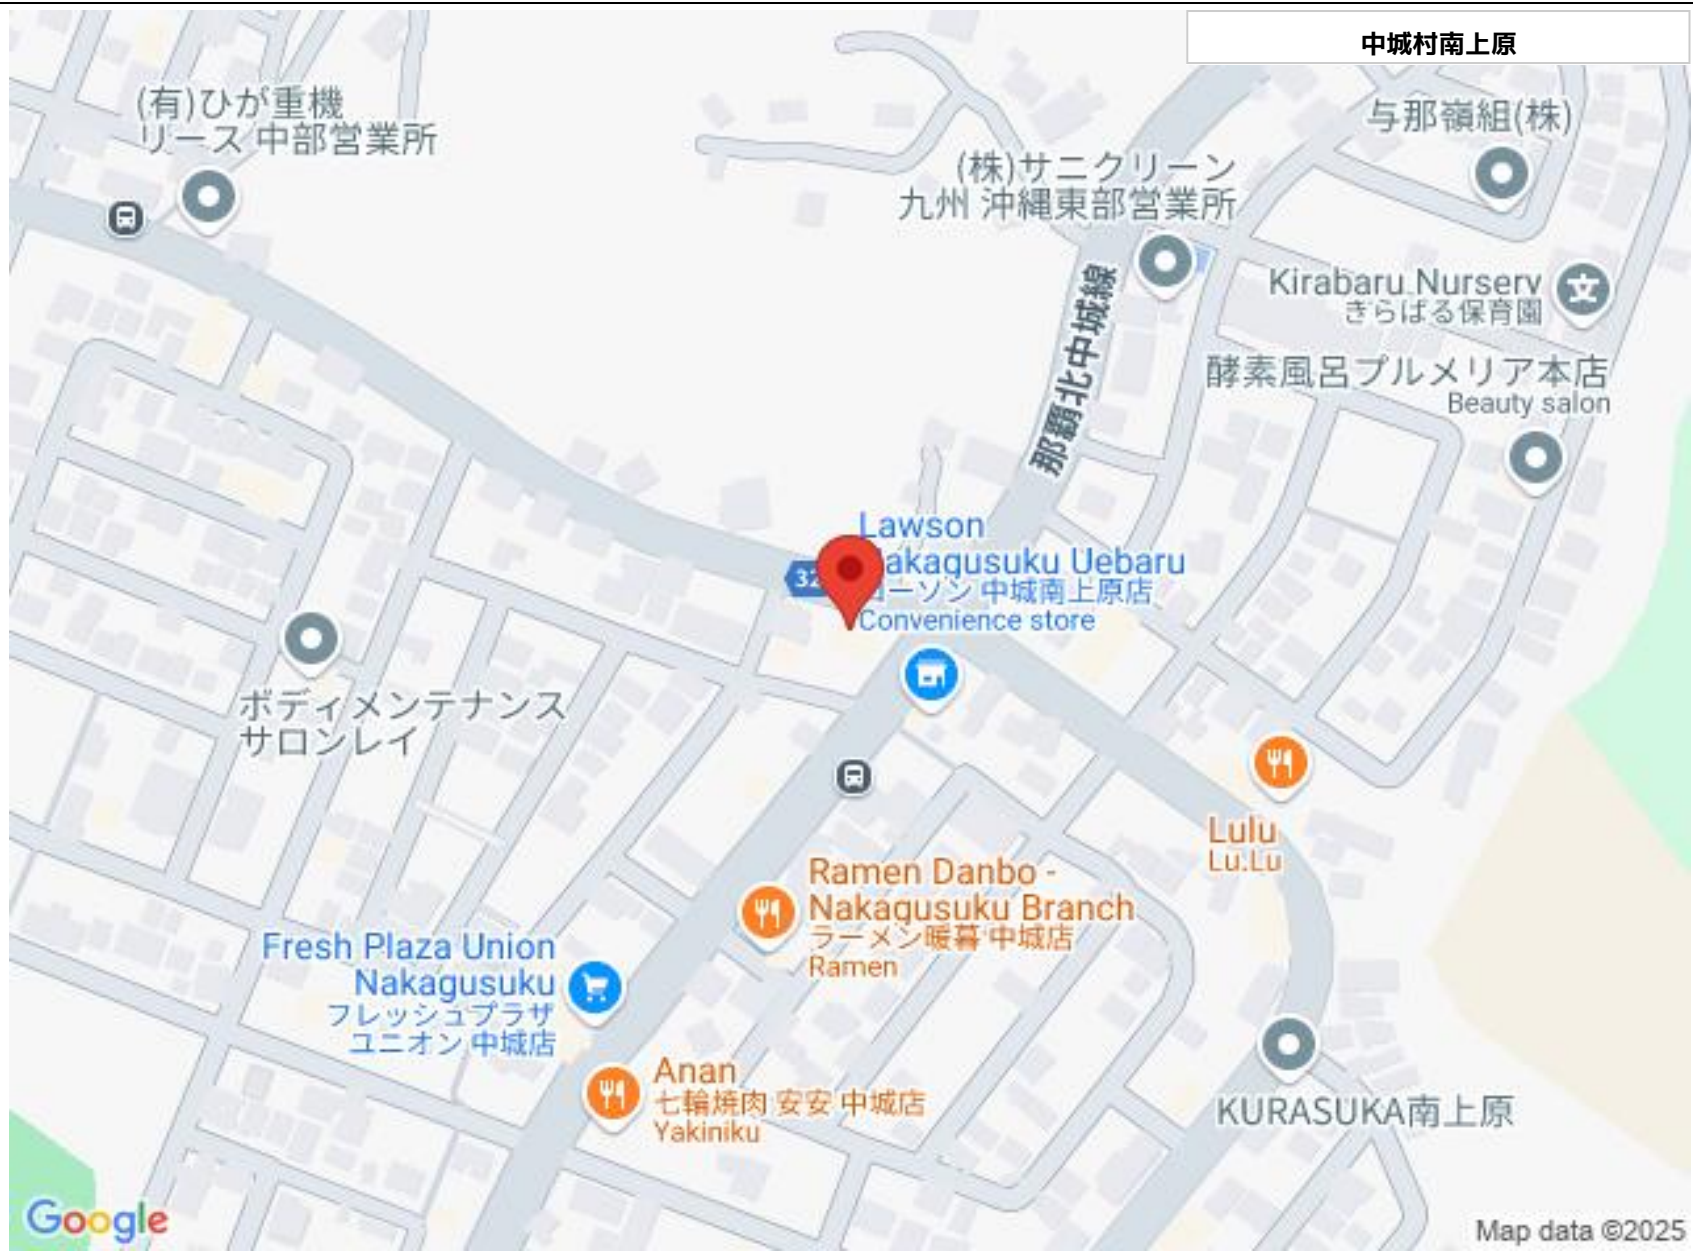 中城村南上原
(有)ひが重機
リース 中部営業所
与那嶺組(株)
(株)サニクリーン
九州 沖縄東部営業所
Kirabaru Nursery
きらばる保育園
那覇北中城線
酵素風呂プルメリア本店
Beauty salon
Lawson
akagusuku Uebaru
ーソン 中城南上原店
Convenience store
32
ボディメンテナンス
サロンレイ
Lulu
Lu.Lu
Ramen Danbo -
Nakagusuku Branch
ラーメン暖暮 中城店
Ramen
Fresh Plaza Union
Nakagusuku
フレッシュプラザ
ユニオン 中城店
Anan
七輪焼肉 安安 中城店
Yakiniku
KURASUKA南上原
Google
Map data ©2025